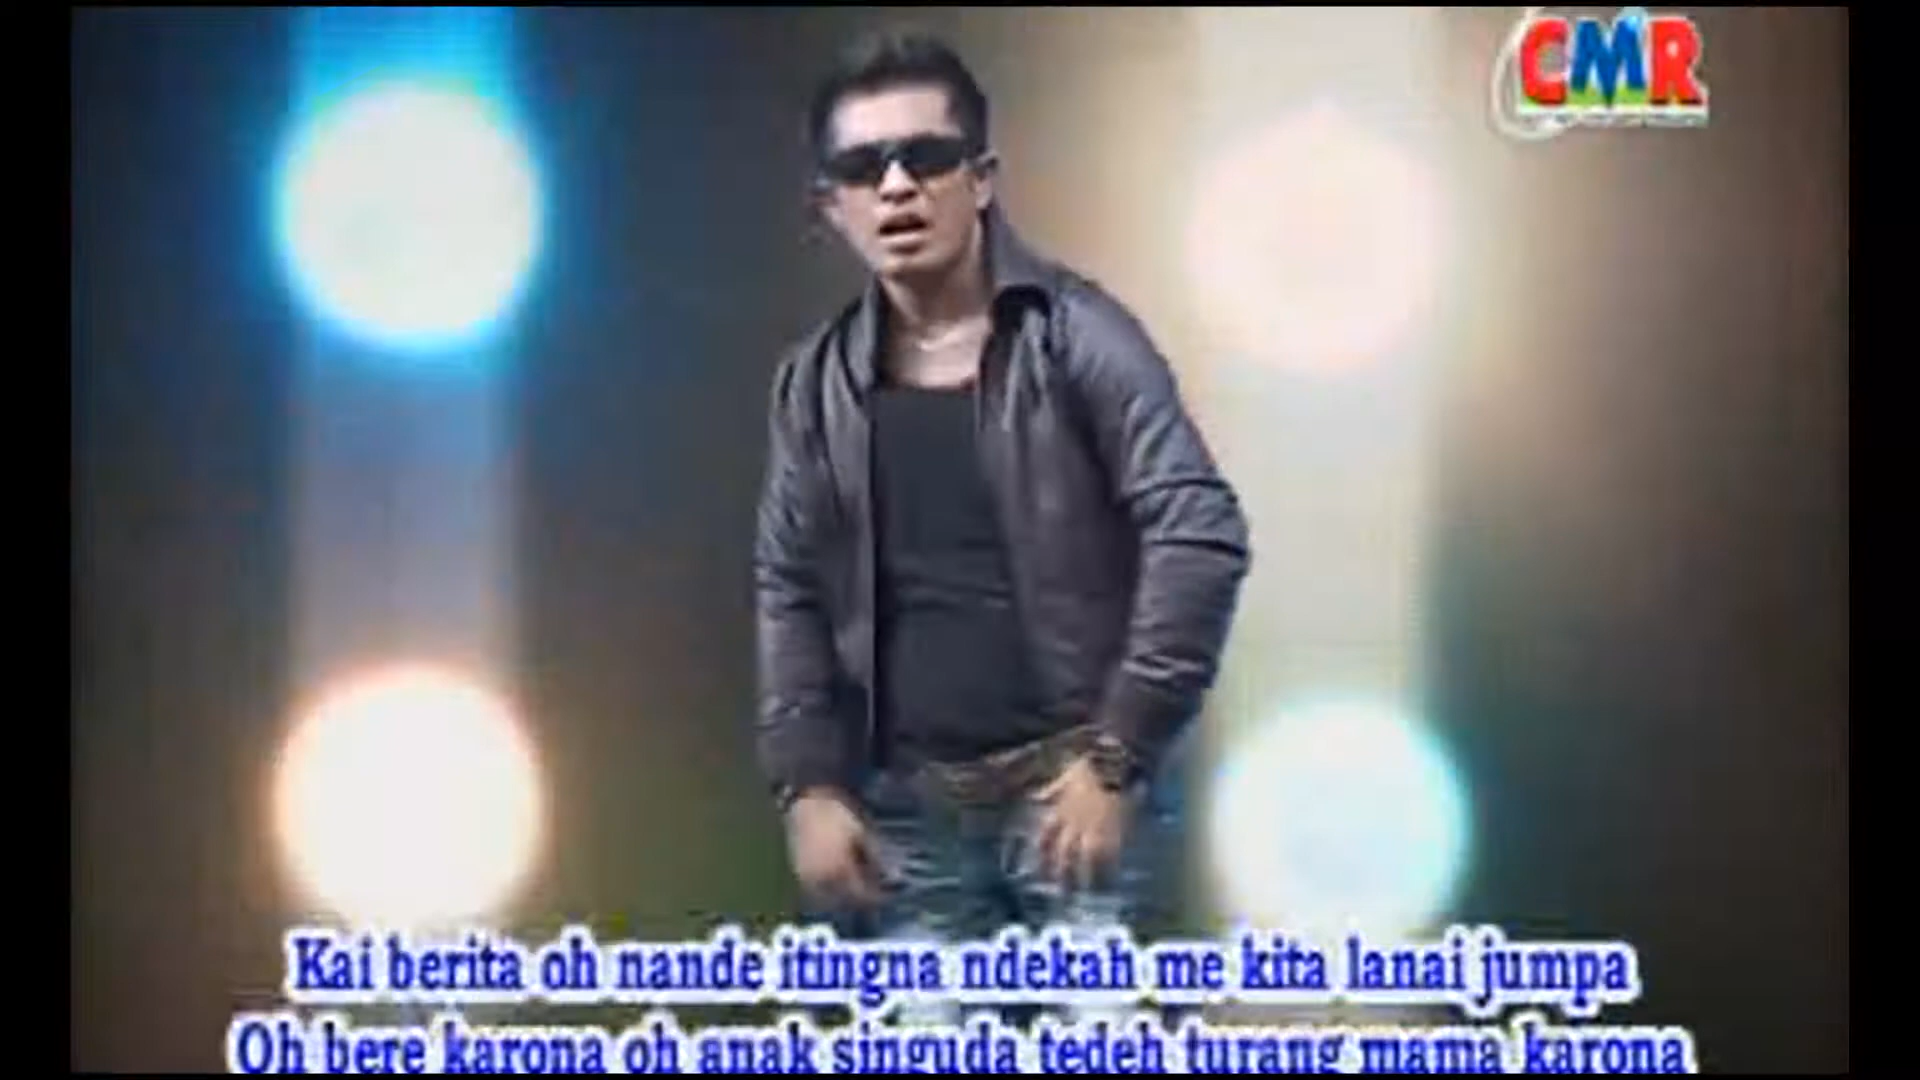 CMR
Kai berita oh nande itingna ndekah me kita lanai jumpa
Oh bere karona oh anak singuda tedeh turang mama karona